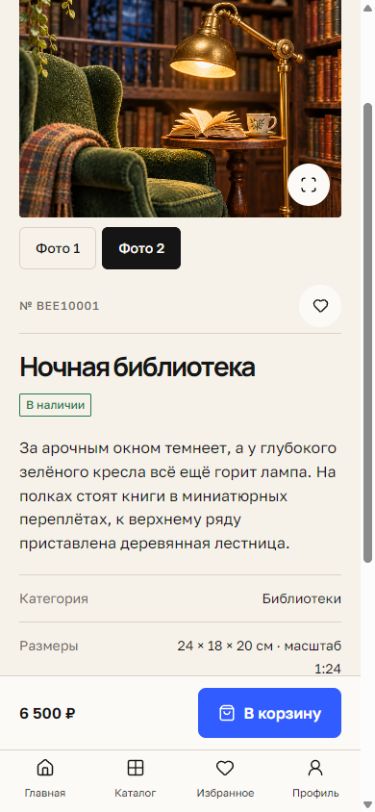 Фото 1
Фото 2
№ BEE10001
Ночная библиотека
В наличии
За арочным окном темнеет, а у глубокого
зелёного кресла всё ещё горит лампа. На
полках стоят книги в миниатюрных
переплётах, к верхнему ряду
приставлена деревянная лестница.
Категория
Библиотеки
Размеры
24 × 18 × 20 см · масштаб
1:24
6 500 ₽
В корзину
Главная
Каталог
Избранное
Профиль